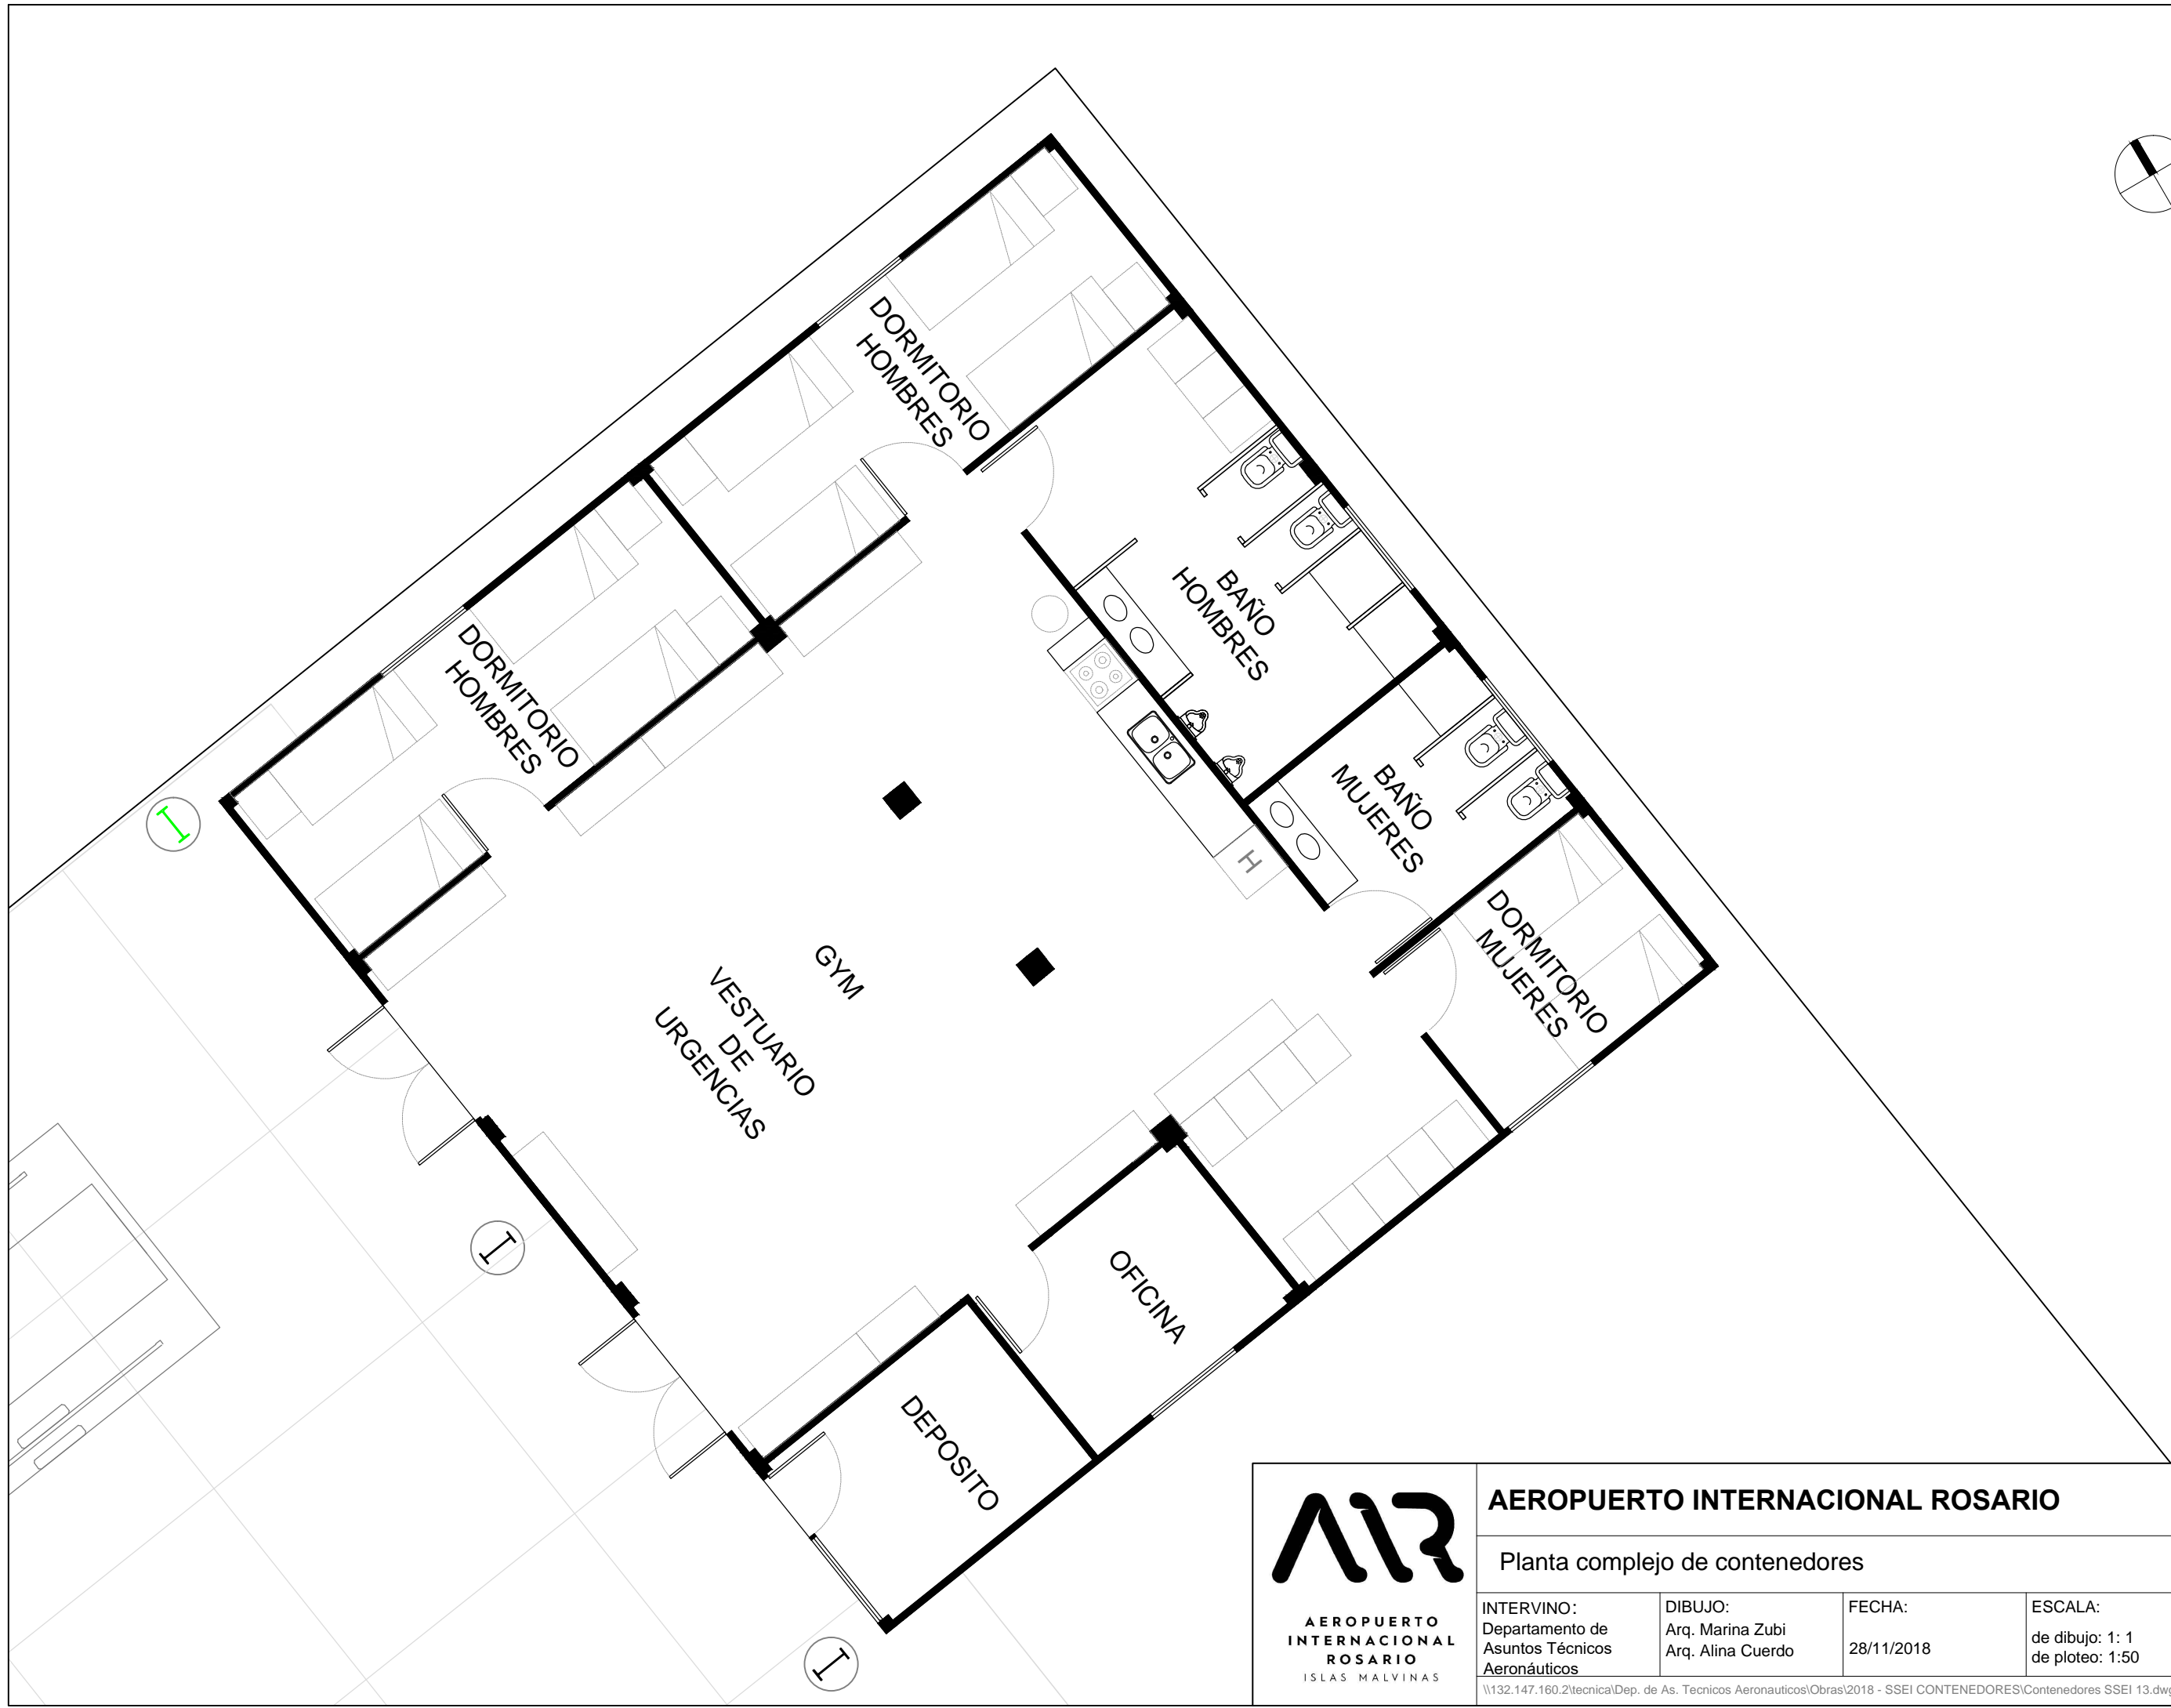 DORMITORIO
HOMBRES
DORMITORIO
HOMBRES
BAÑO
HOMBRES
BAÑO
MUJERES
DORMITORIO
MUJERES
H
GYM
VESTUARIO
DE
URGENCIAS
OFICINA
DEPOSITO
I
I
I
AEROPUERTO
INTERNACIONAL
ROSARIO
ISLAS MALVINAS
AEROPUERTO INTERNACIONAL ROSARIO
Planta complejo de contenedores
INTERVINO:
Departamento de
Asuntos Técnicos
Aeronáuticos
DIBUJO:
Arq. Marina Zubi
Arq. Alina Cuerdo
FECHA:
28/11/2018
ESCALA:
de dibujo: 1: 1
de ploteo: 1:50
\\132.147.160.2\tecnica\Dep. de As. Tecnicos Aeronauticos\Obras\2018 - SSEI CONTENEDORES\Contenedores SSEI 13.dwg